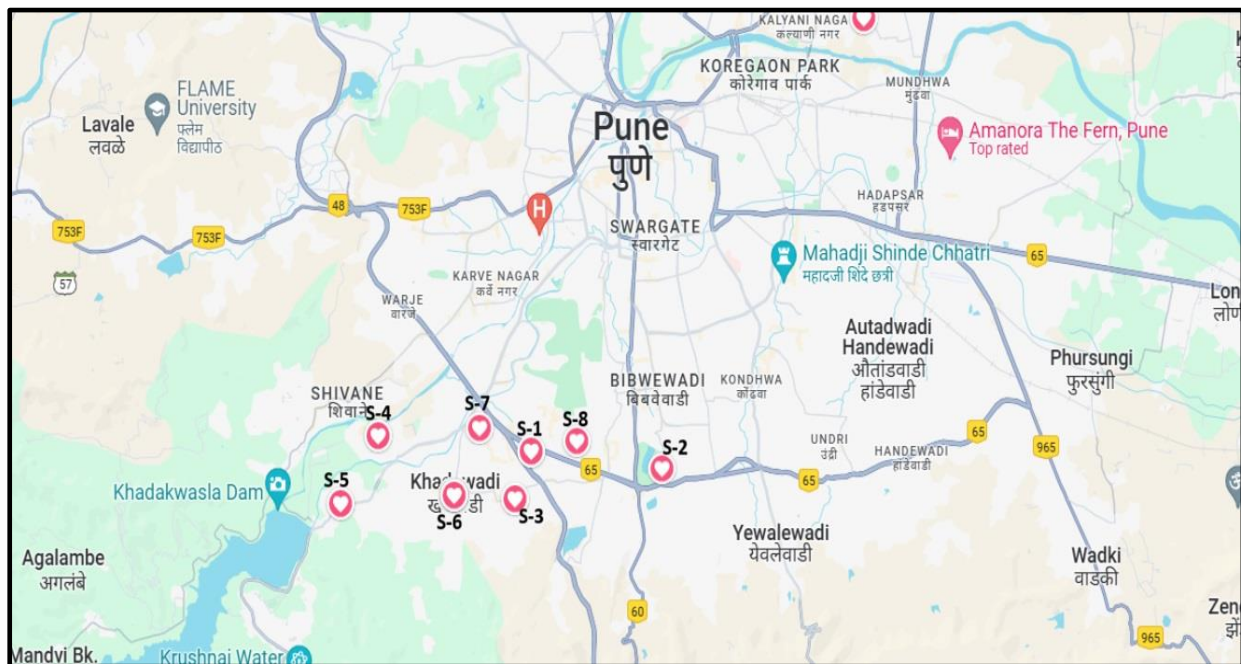 KALYANI NAGA
कल्याणी नगर
KOREGAON PARK
कोरेगाव पार्क
MUNDHWA
मुंढवा
FLAME
University
फ्लेम
विद्यापीठ
Lavale
लवळे
Pune
पुणे
Amanora The Fern, Pune
Top rated
48
753F
753F
753F
57
H
HADAPSAR
हडपसर
SWARGATE
स्वारगेट
Mahadji Shinde Chhatri
महादजी शिंदे छत्री
65
KARVE NAGAR
कर्वे नगर
WARJE
वारजे
Lon
लोणी
Autadwadi
Handewadi
औतांडवाडी
हांडेवाडी
Phursungi
फुरसुंगी
SHIVANE
शिवाने
BIBWEWADI
बिबवेवाडी
KONDHWA
कोंढवा
S-4
S-7
S-1
S-8
S-2
65
65
65
UNDRI
उंद्री
HANDEWADI
हांडेवाडी
965
Khadakwasla Dam
S-5
S-6
S-3
Agalambe
अगलंबे
Yewalewadi
येवलेवाडी
Wadki
वाडकी
60
965
Zen
Mandvi Bk.
Krushnai Water